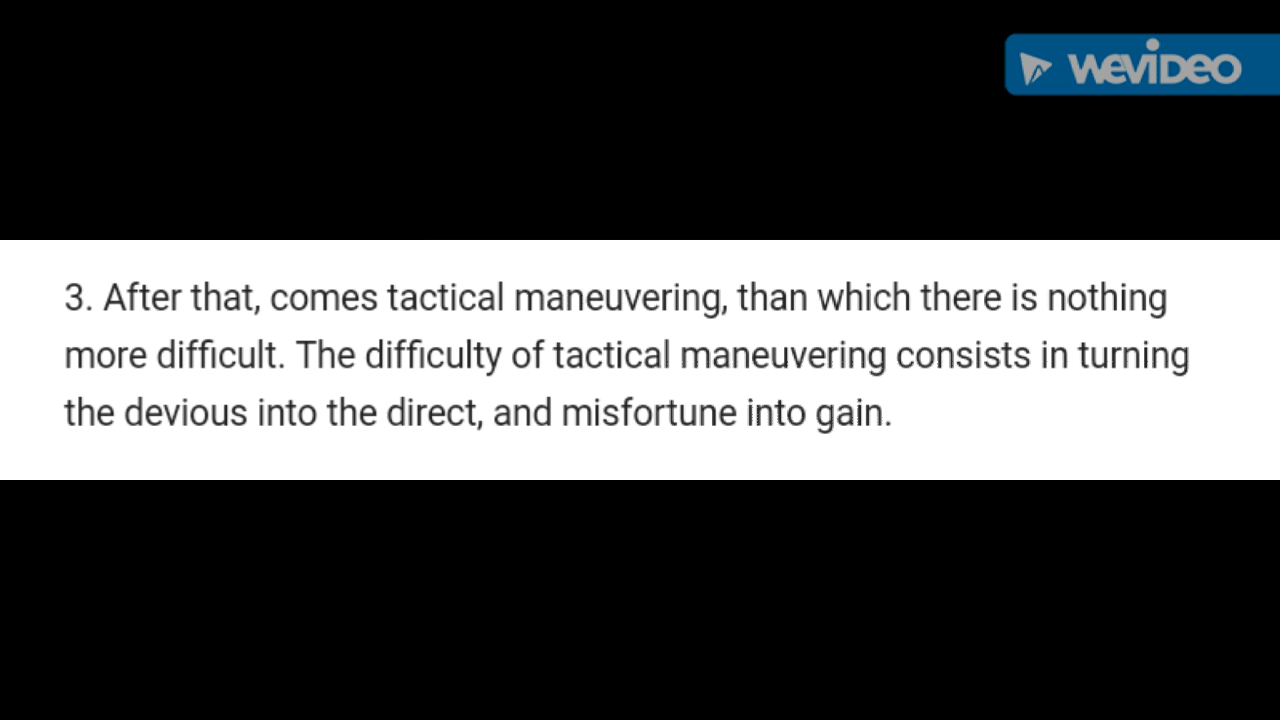 WEVIDEO
3. After that, comes tactical maneuvering, than which there is nothing
more difficult. The difficulty of tactical maneuvering consists in turning
the devious into the direct, and misfortune into gain.